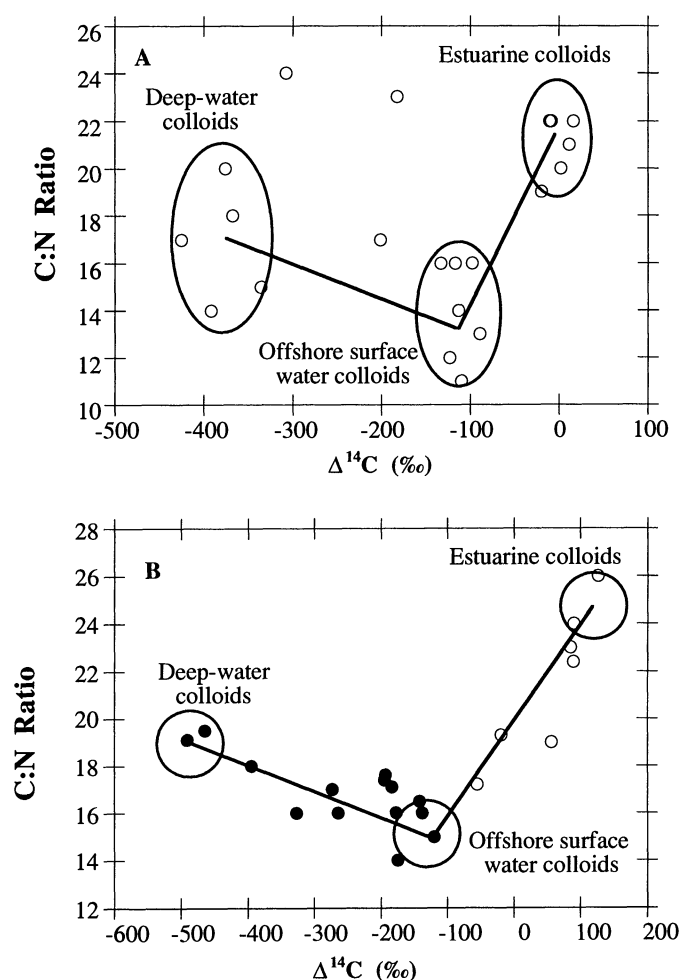 26
24
22
20
18
16
14
12
10
C:N Ratio
A
Estuarine colloids
Deep-water
colloids
Offshore surface
water colloids
-500 -400 -300 -200 -100 0 100
Δ¹⁴C (‰)
28
26
24
22
20
18
16
14
12
C:N Ratio
B
Estuarine colloids
Deep-water
colloids
Offshore surface
water colloids
-600 -500 -400 -300 -200 -100 0 100 200
Δ¹⁴C (‰)